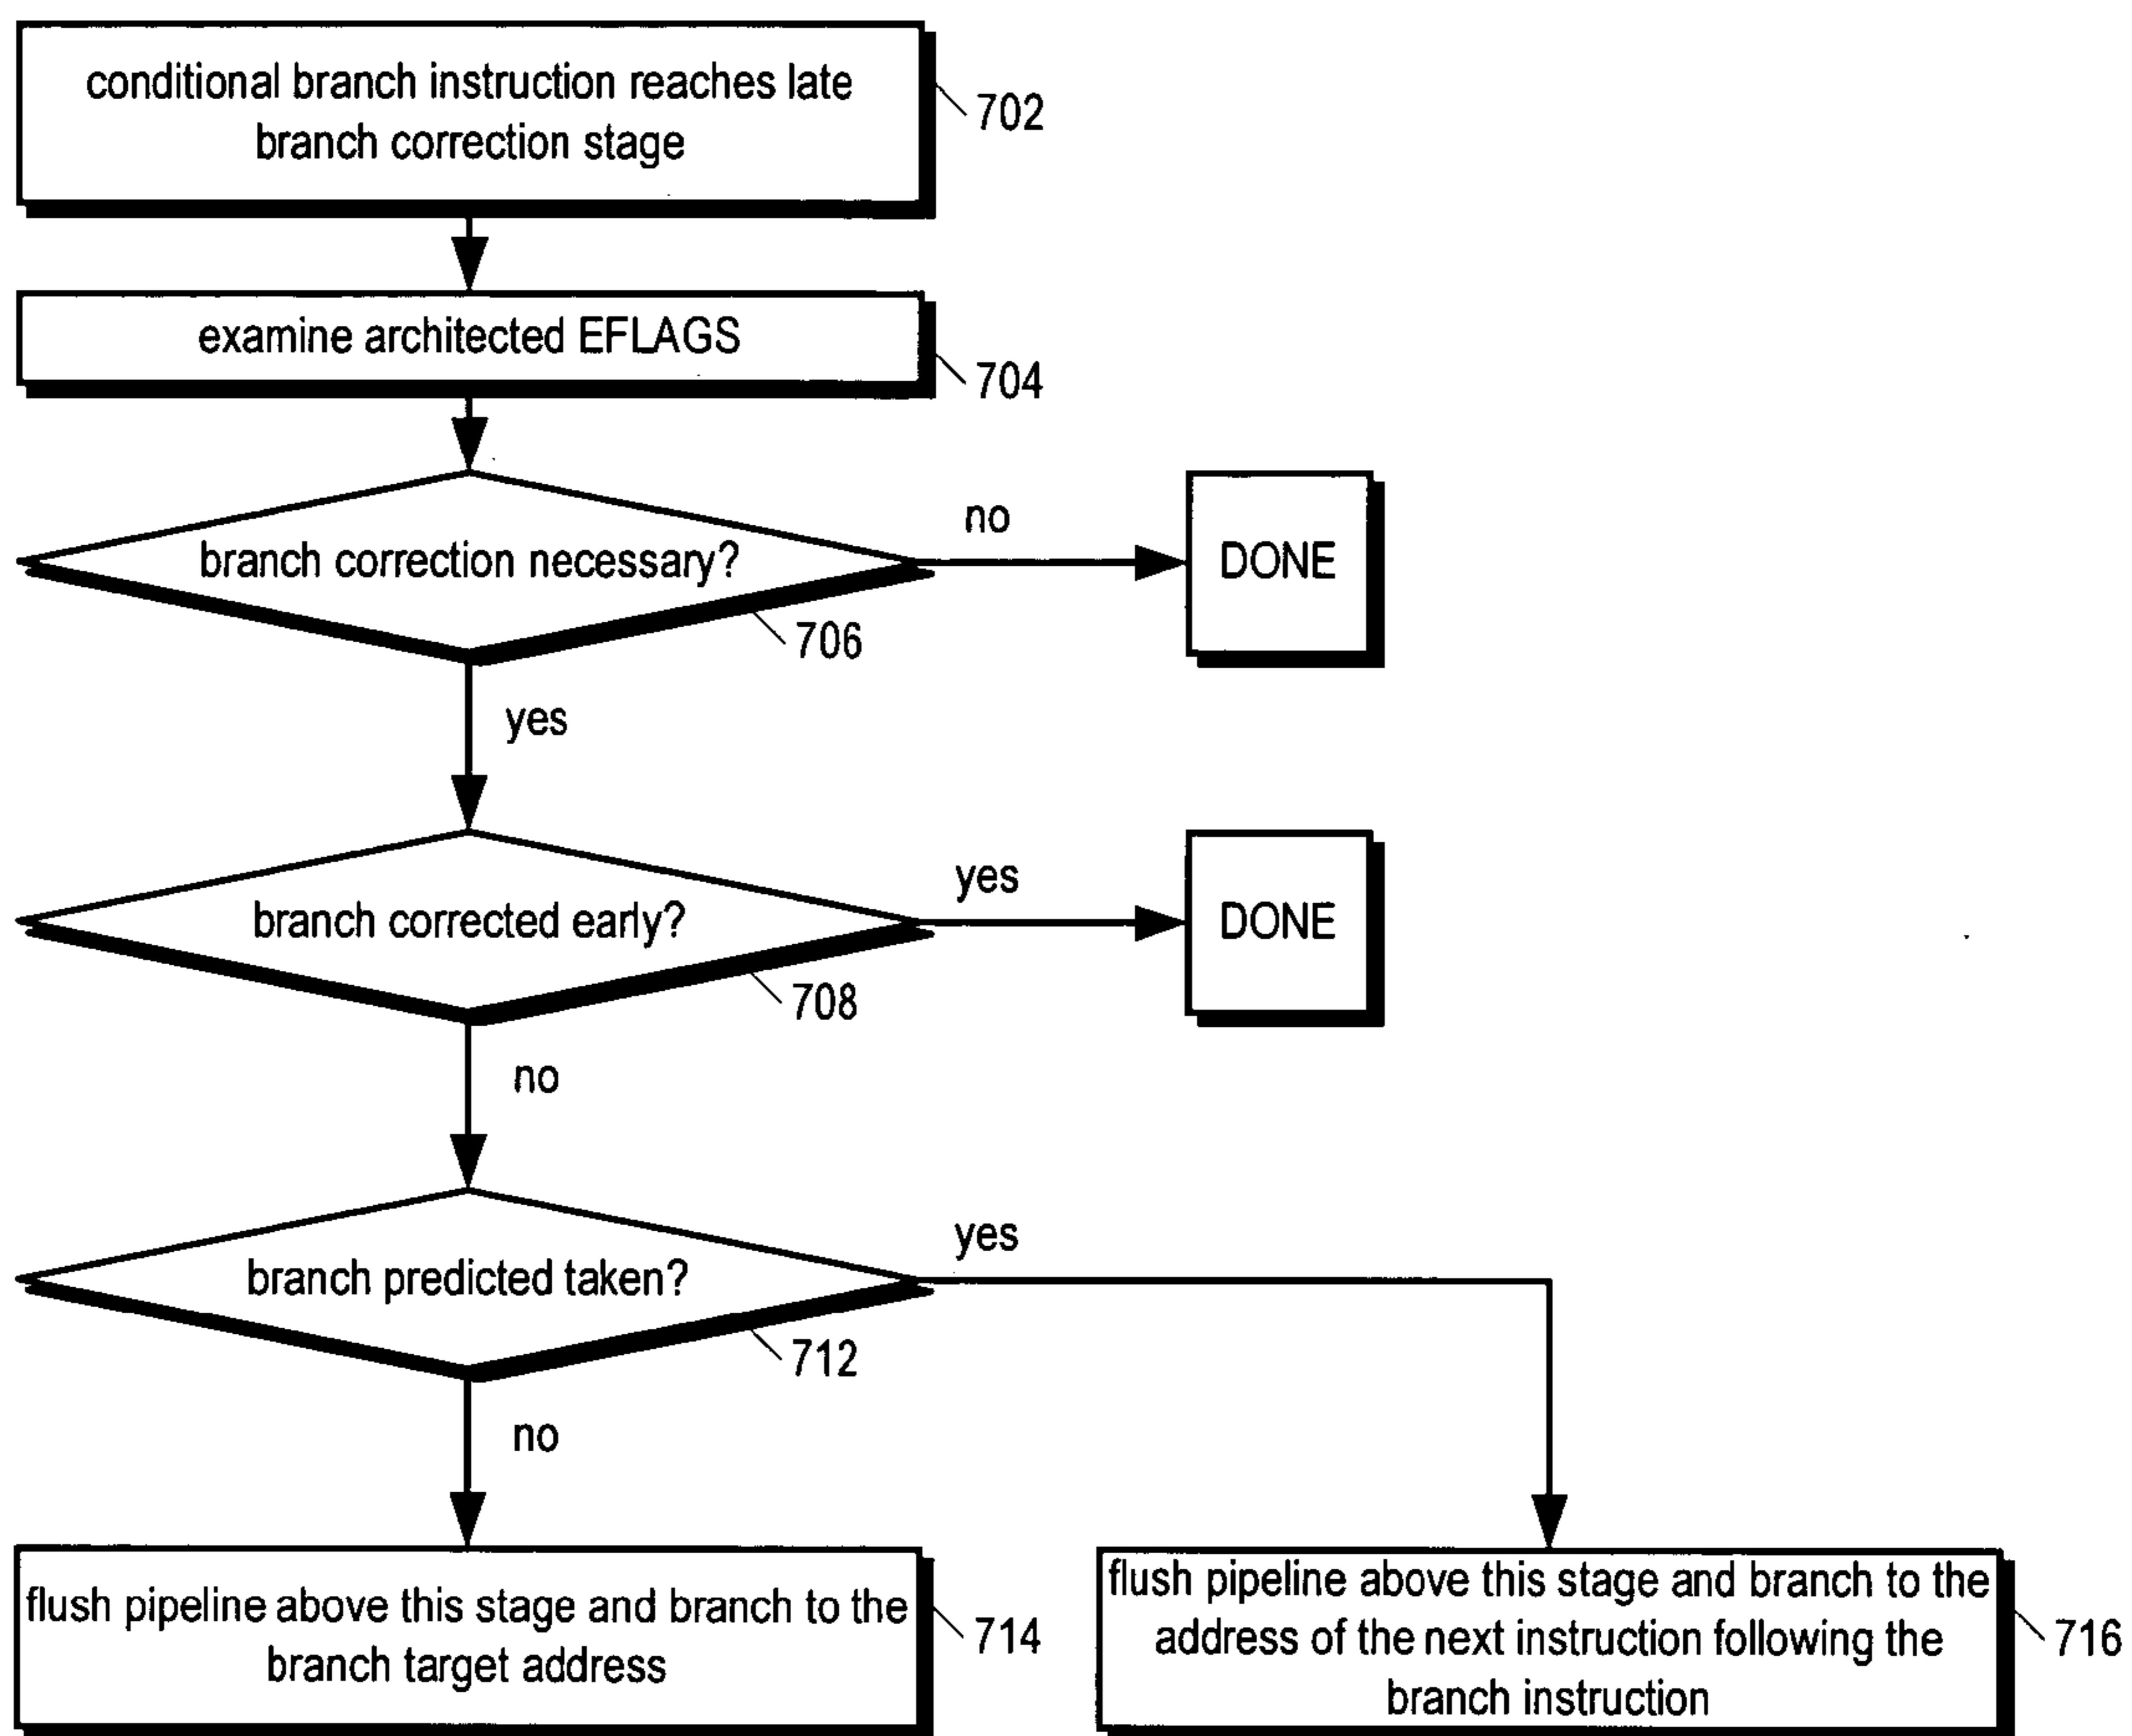 conditional branch instruction reaches late
branch correction stage
702
examine architected EFLAGS
704
no
branch correction necessary?
DONE
706
yes
yes
branch corrected early?
DONE
708
no
yes
branch predicted taken?
712
no
flush pipeline above this stage and branch to the
branch target address
714
flush pipeline above this stage and branch to the
address of the next instruction following the
branch instruction
716